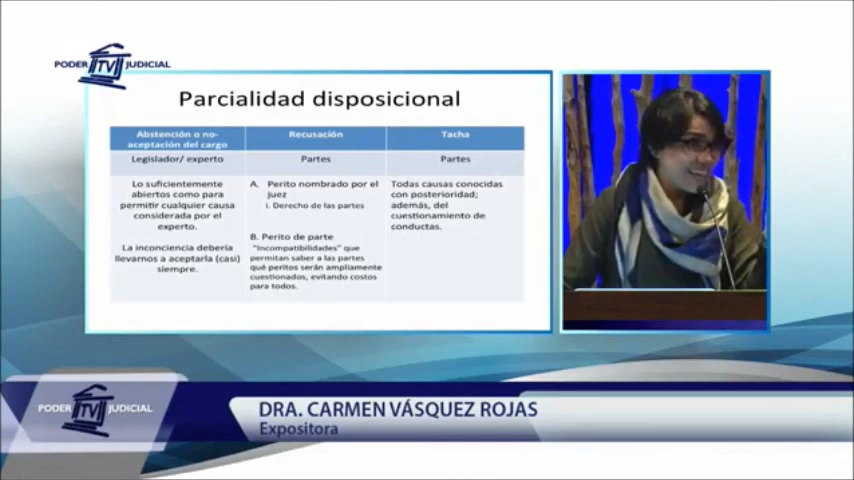 PODER TV JUDICIAL
Parcialidad disposicional
Abstención o no-
aceptación del cargo
Recusación
Tacha
Legislador/ experto
Partes
Partes
Lo suficientemente
abiertos como para
permitir cualquier causa
considerada por el
experto.
La inconciencia debería
llevarnos a aceptarla (casi)
siempre.
A. Perito nombrado por el
juez
i. Derecho de las partes
B. Perito de parte
"Incompatibilidades" que
permitan saber a las partes
qué peritos serán ampliamente
cuestionados, evitando costos
para todos.
Todas causas conocidas
con posterioridad;
además, del
cuestionamiento de
conductas.
PODER TV JUDICIAL
DRA. CARMEN VÁSQUEZ ROJAS
Expositora